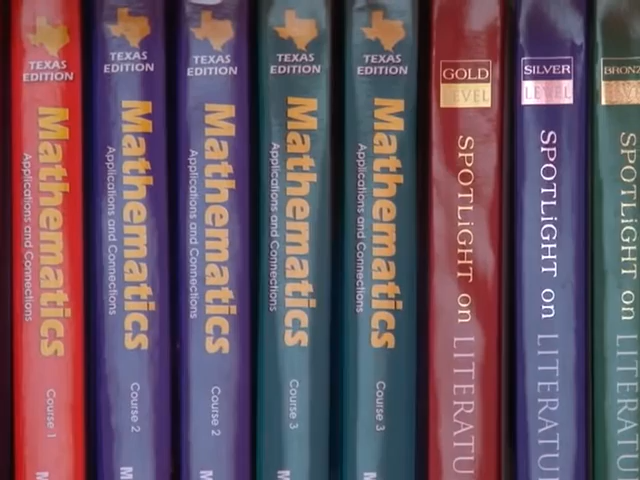 TEXAS
EDITION
Mathematics
Applications and Connections
Course 1
M
TEXAS
EDITION
Mathematics
Applications and Connections
Course 2
M
TEXAS
EDITION
Mathematics
Applications and Connections
Course 2
M
TEXAS
EDITION
Mathematics
Applications and Connections
Course 3
M
TEXAS
EDITION
Mathematics
Applications and Connections
Course 3
M
GOLD
LEVEL
SPOTLiGHT on LITERATU
SILVER
LEVEL
SPOTLiGHT on LITERATU
BRONZ
LEVE
SPOTLiGHT on LITERATU